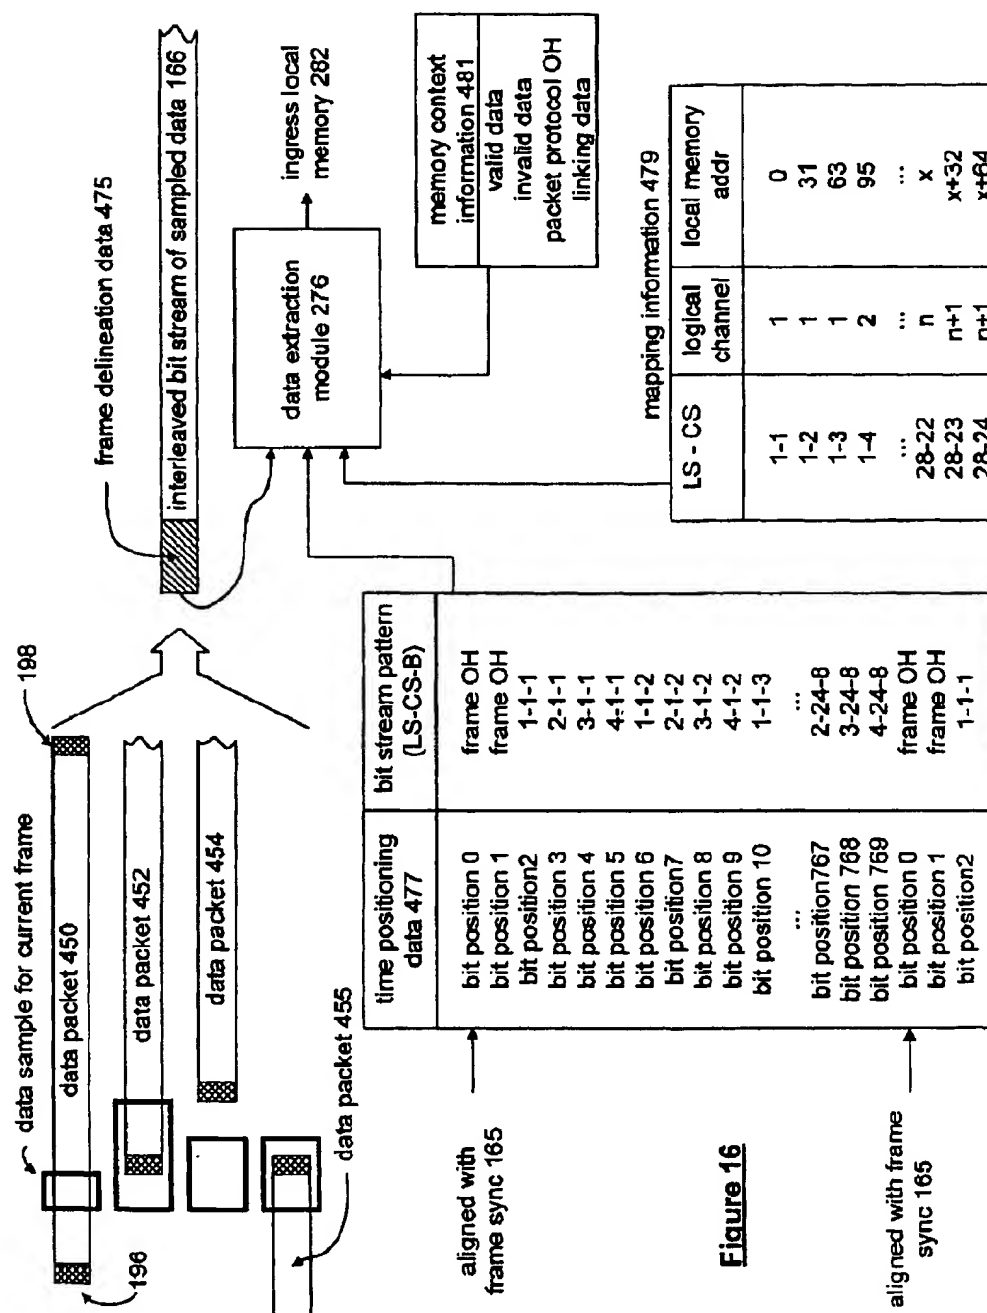 data sample for current frame
198
data packet 450
196
data packet 452
data packet 454
data packet 455
frame delineation data 475
interleaved bit stream of sampled data 166
data extraction
module 276
ingress local
memory 282
memory context
information 481
valid data
invalid data
packet protocol OH
linking data
time positioning
data 477
bit stream pattern
(LS-CS-B)
bit position 0 frame OH
bit position 1 frame OH
bit position2 1-1-1
bit position 3 2-1-1
bit position 4 3-1-1
bit position 5 4-1-1
bit position 6 1-1-2
bit position7 2-1-2
bit position 8 3-1-2
bit position 9 4-1-2
bit position 10 1-1-3
... ...
bit position767 2-24-8
bit position 768 3-24-8
bit position 769 4-24-8
bit position 0 frame OH
bit position 1 frame OH
bit position2 1-1-1
aligned with
frame sync 165
aligned with frame
sync 165
mapping information 479
LS - CS
logical
channel
local memory
addr
1-1 1 0
1-2 1 31
1-3 1 63
1-4 2 95
... ... ...
28-22 n x
28-23 n+1 x+32
28-24 n+1 x+64
Figure 16